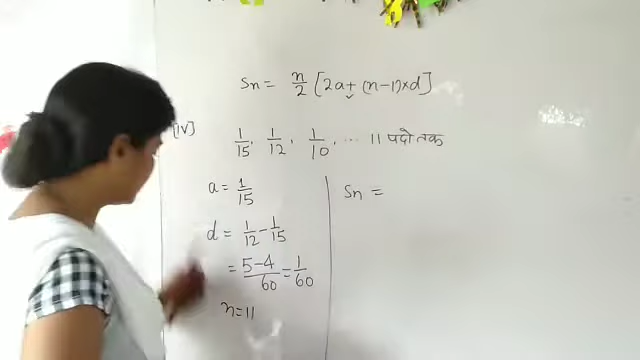 Sn = n/2 [2a + (n-1)×d]
[IV] 1/15, 1/12, 1/10, ... 11 पदों तक
a = 1/15
d = 1/12 - 1/15
= 5-4/60 = 1/60
n=11
Sn =